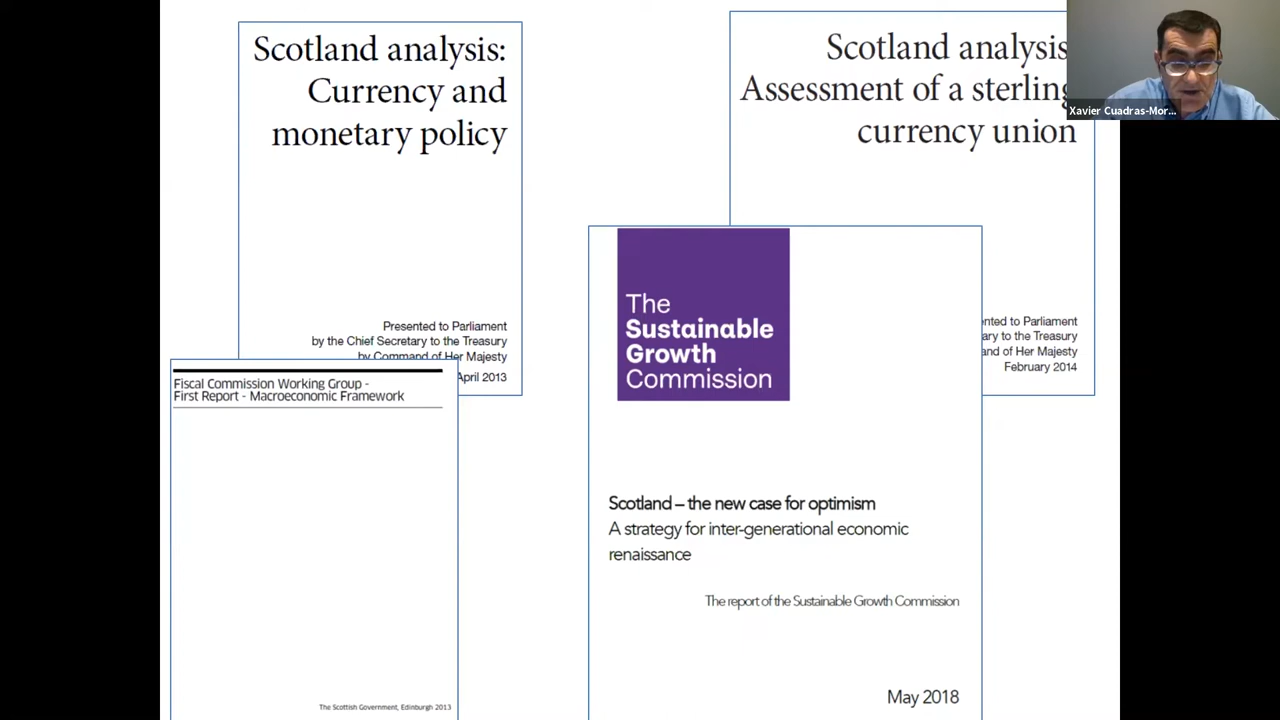 Scotland analysis:
Currency and
monetary policy
Presented to Parliament
by the Chief Secretary to the Treasury
by Command of Her Majesty
April 2013
Scotland analysis
Assessment of a sterling
currency union
ented to Parliament
ary to the Treasury
and of Her Majesty
February 2014
Xavier Cuadras-Mor...
Fiscal Commission Working Group -
First Report - Macroeconomic Framework
The Scottish Government, Edinburgh 2013
The
Sustainable
Growth
Commission
Scotland – the new case for optimism
A strategy for inter-generational economic
renaissance
The report of the Sustainable Growth Commission
May 2018